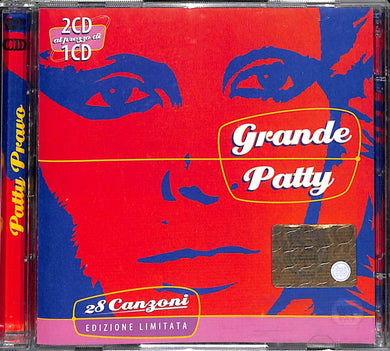 2CD
al prezzo di
1CD
Grande
Patty
Patty Pravo
28 Canzoni
EDIZIONE LIMITATA